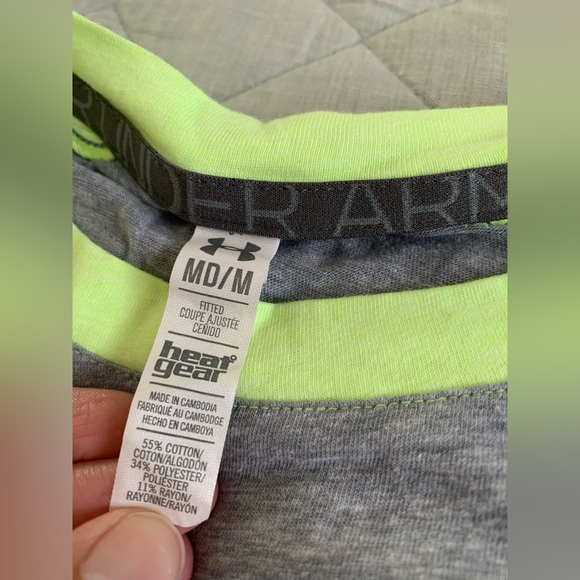 UNDER ARM
MD/M
FITTED
COUPE AJUSTÉE
CEÑIDO
heat
gear
MADE IN CAMBODIA
FABRIQUÉ AU CAMBODGE
HECHO EN CAMBOYA
55% COTTON/
COTON/ALGODÓN
34% POLYESTER/
POLIÉSTER
11% RAYON/
RAYONNE/RAYÓN